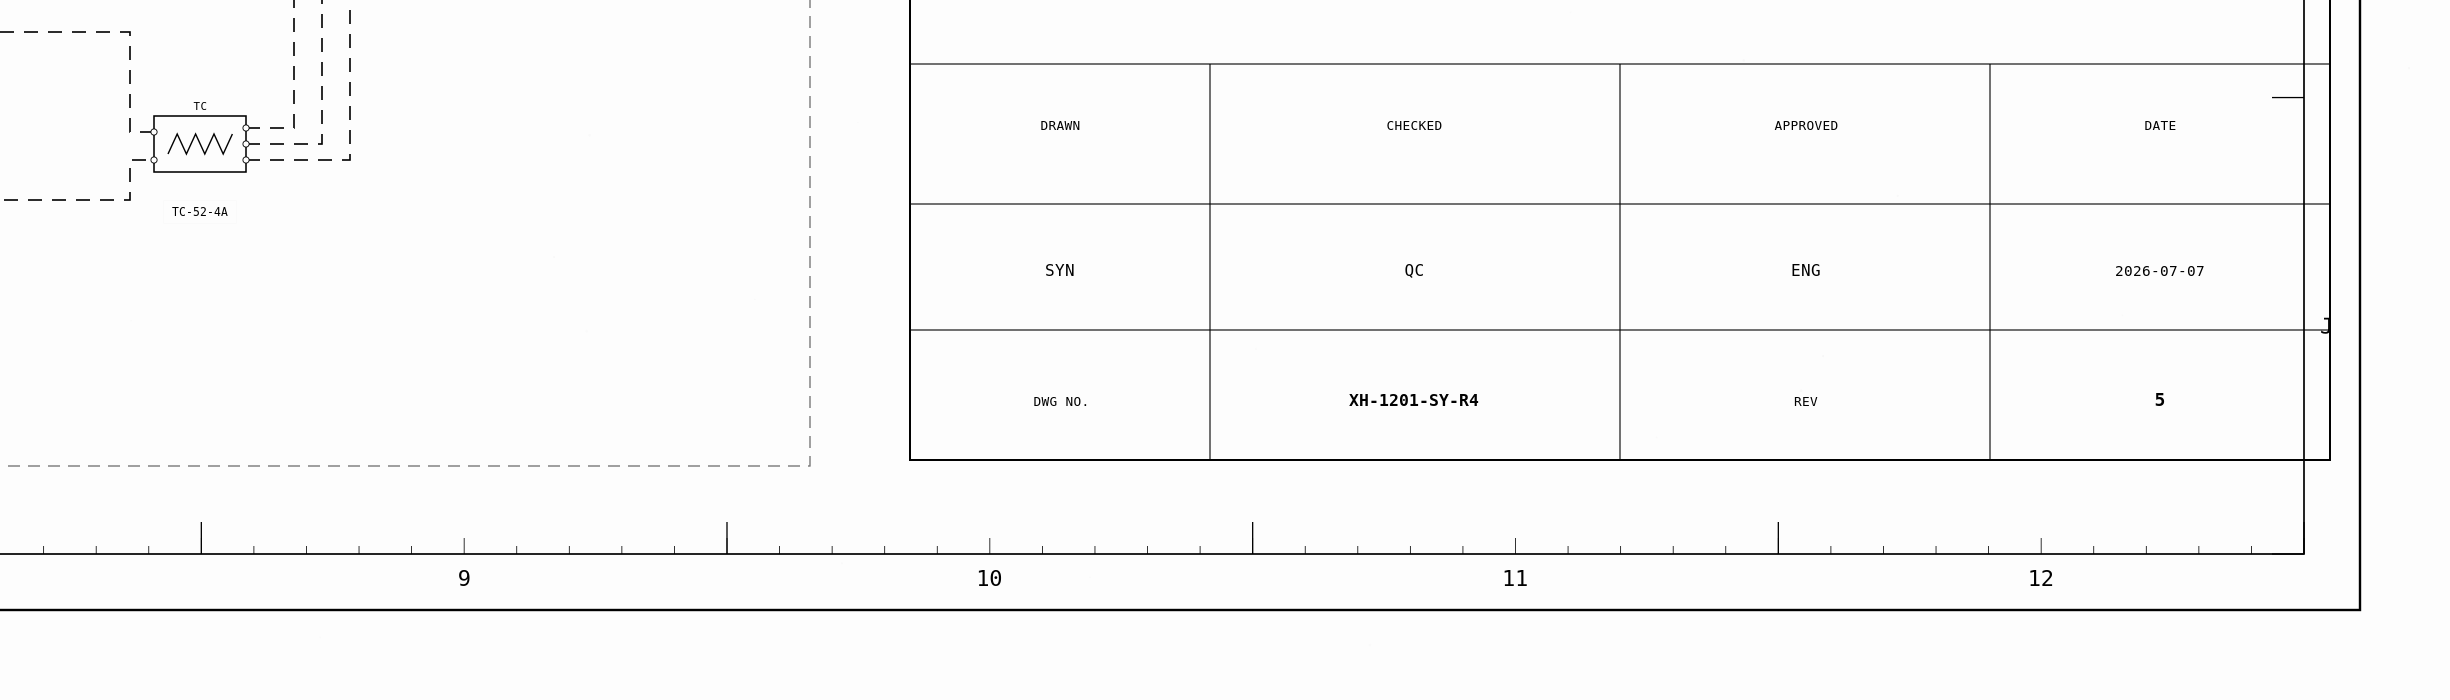 TC
TC-52-4A
DRAWN CHECKED APPROVED DATE
SYN QC ENG 2026-07-07
J
DWG NO. XH-1201-SY-R4 REV 5
9 10 11 12